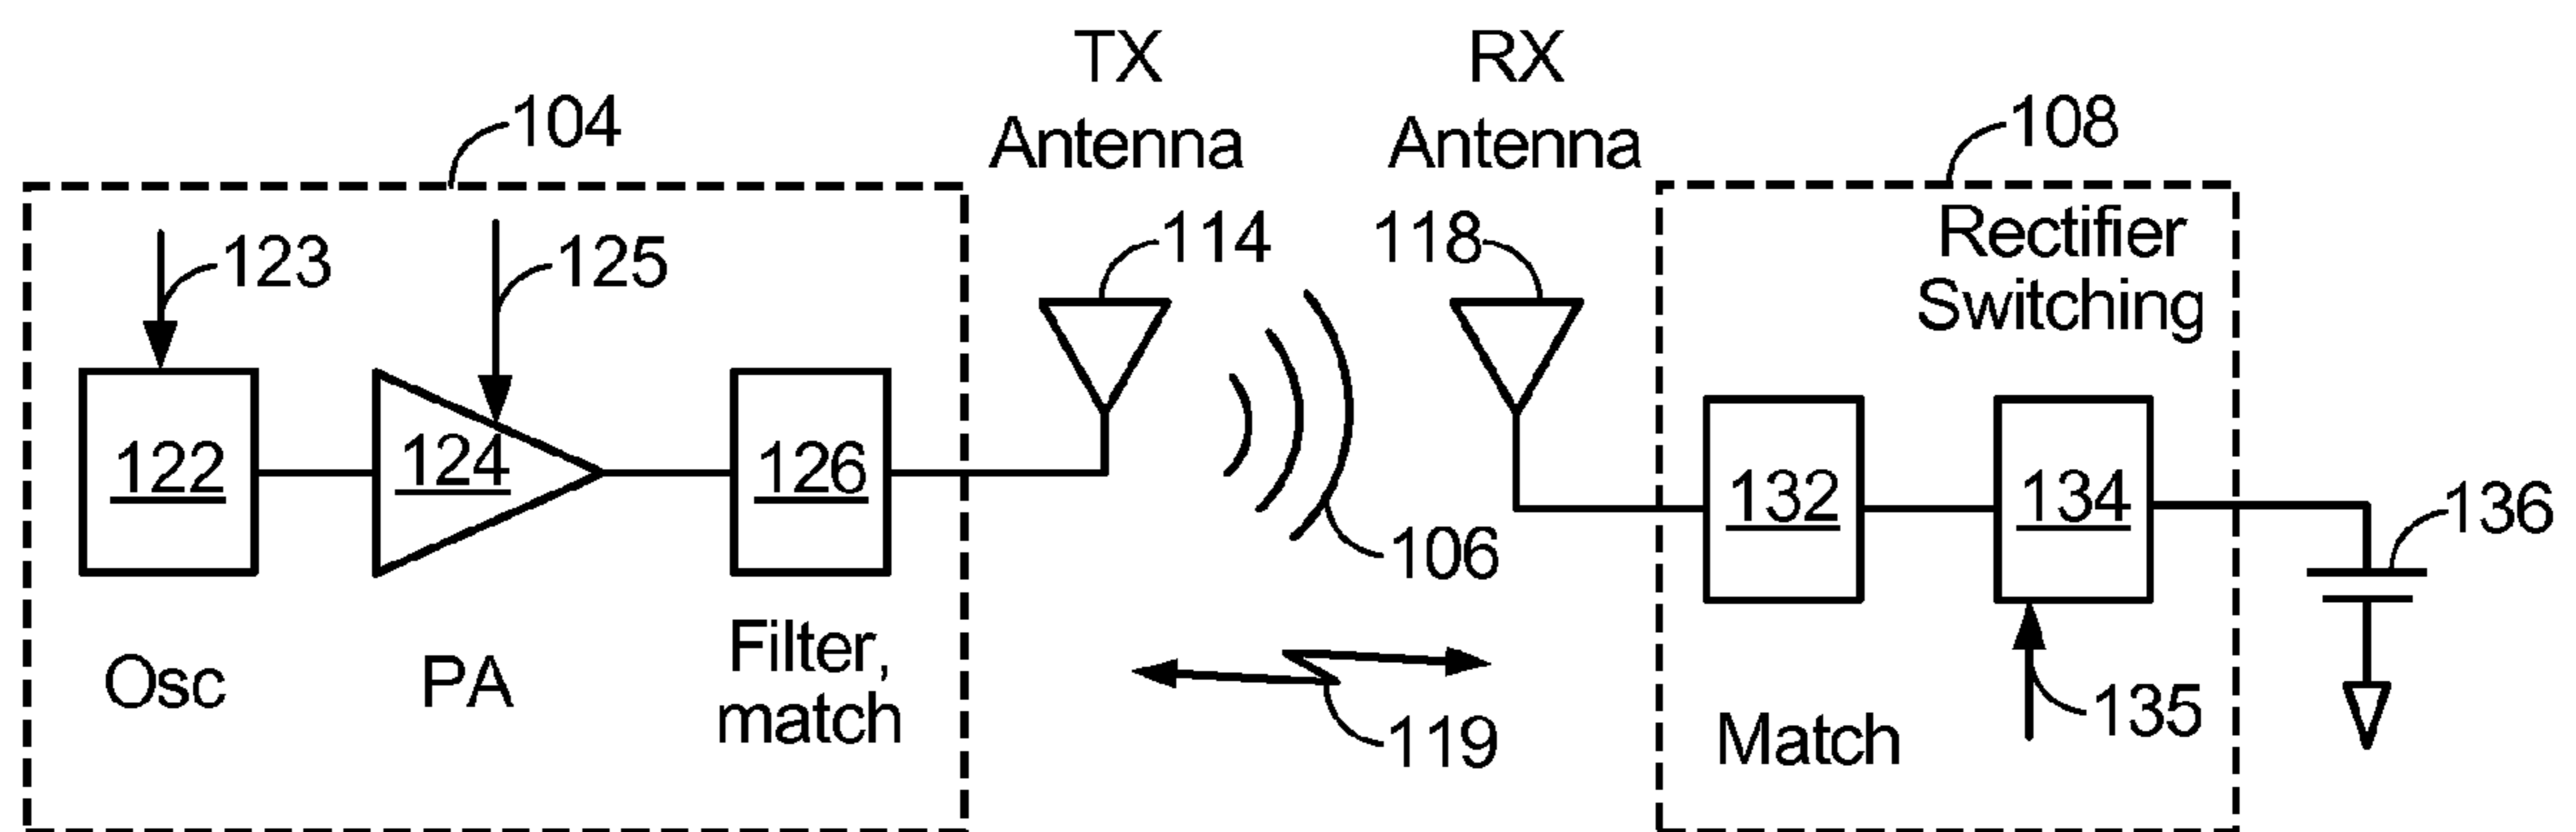 TX
Antenna
RX
Antenna
104
108
123
125
114
118
Rectifier
Switching
122
124
126
106
132
134
136
Osc
PA
Filter,
match
119
Match
135